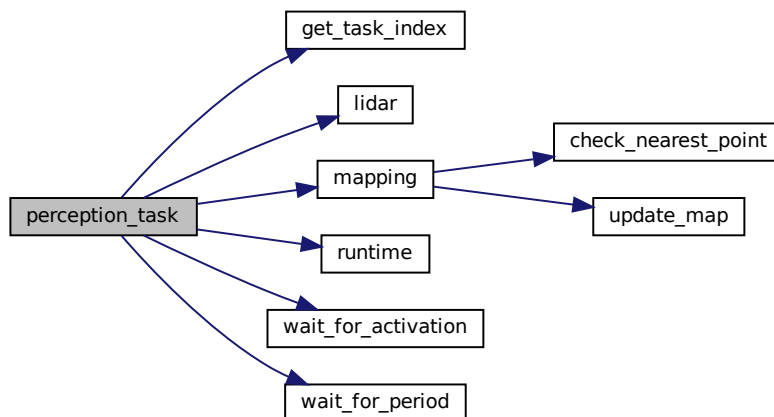 get_task_index
lidar
check_nearest_point
mapping
perception_task
update_map
runtime
wait_for_activation
wait_for_period